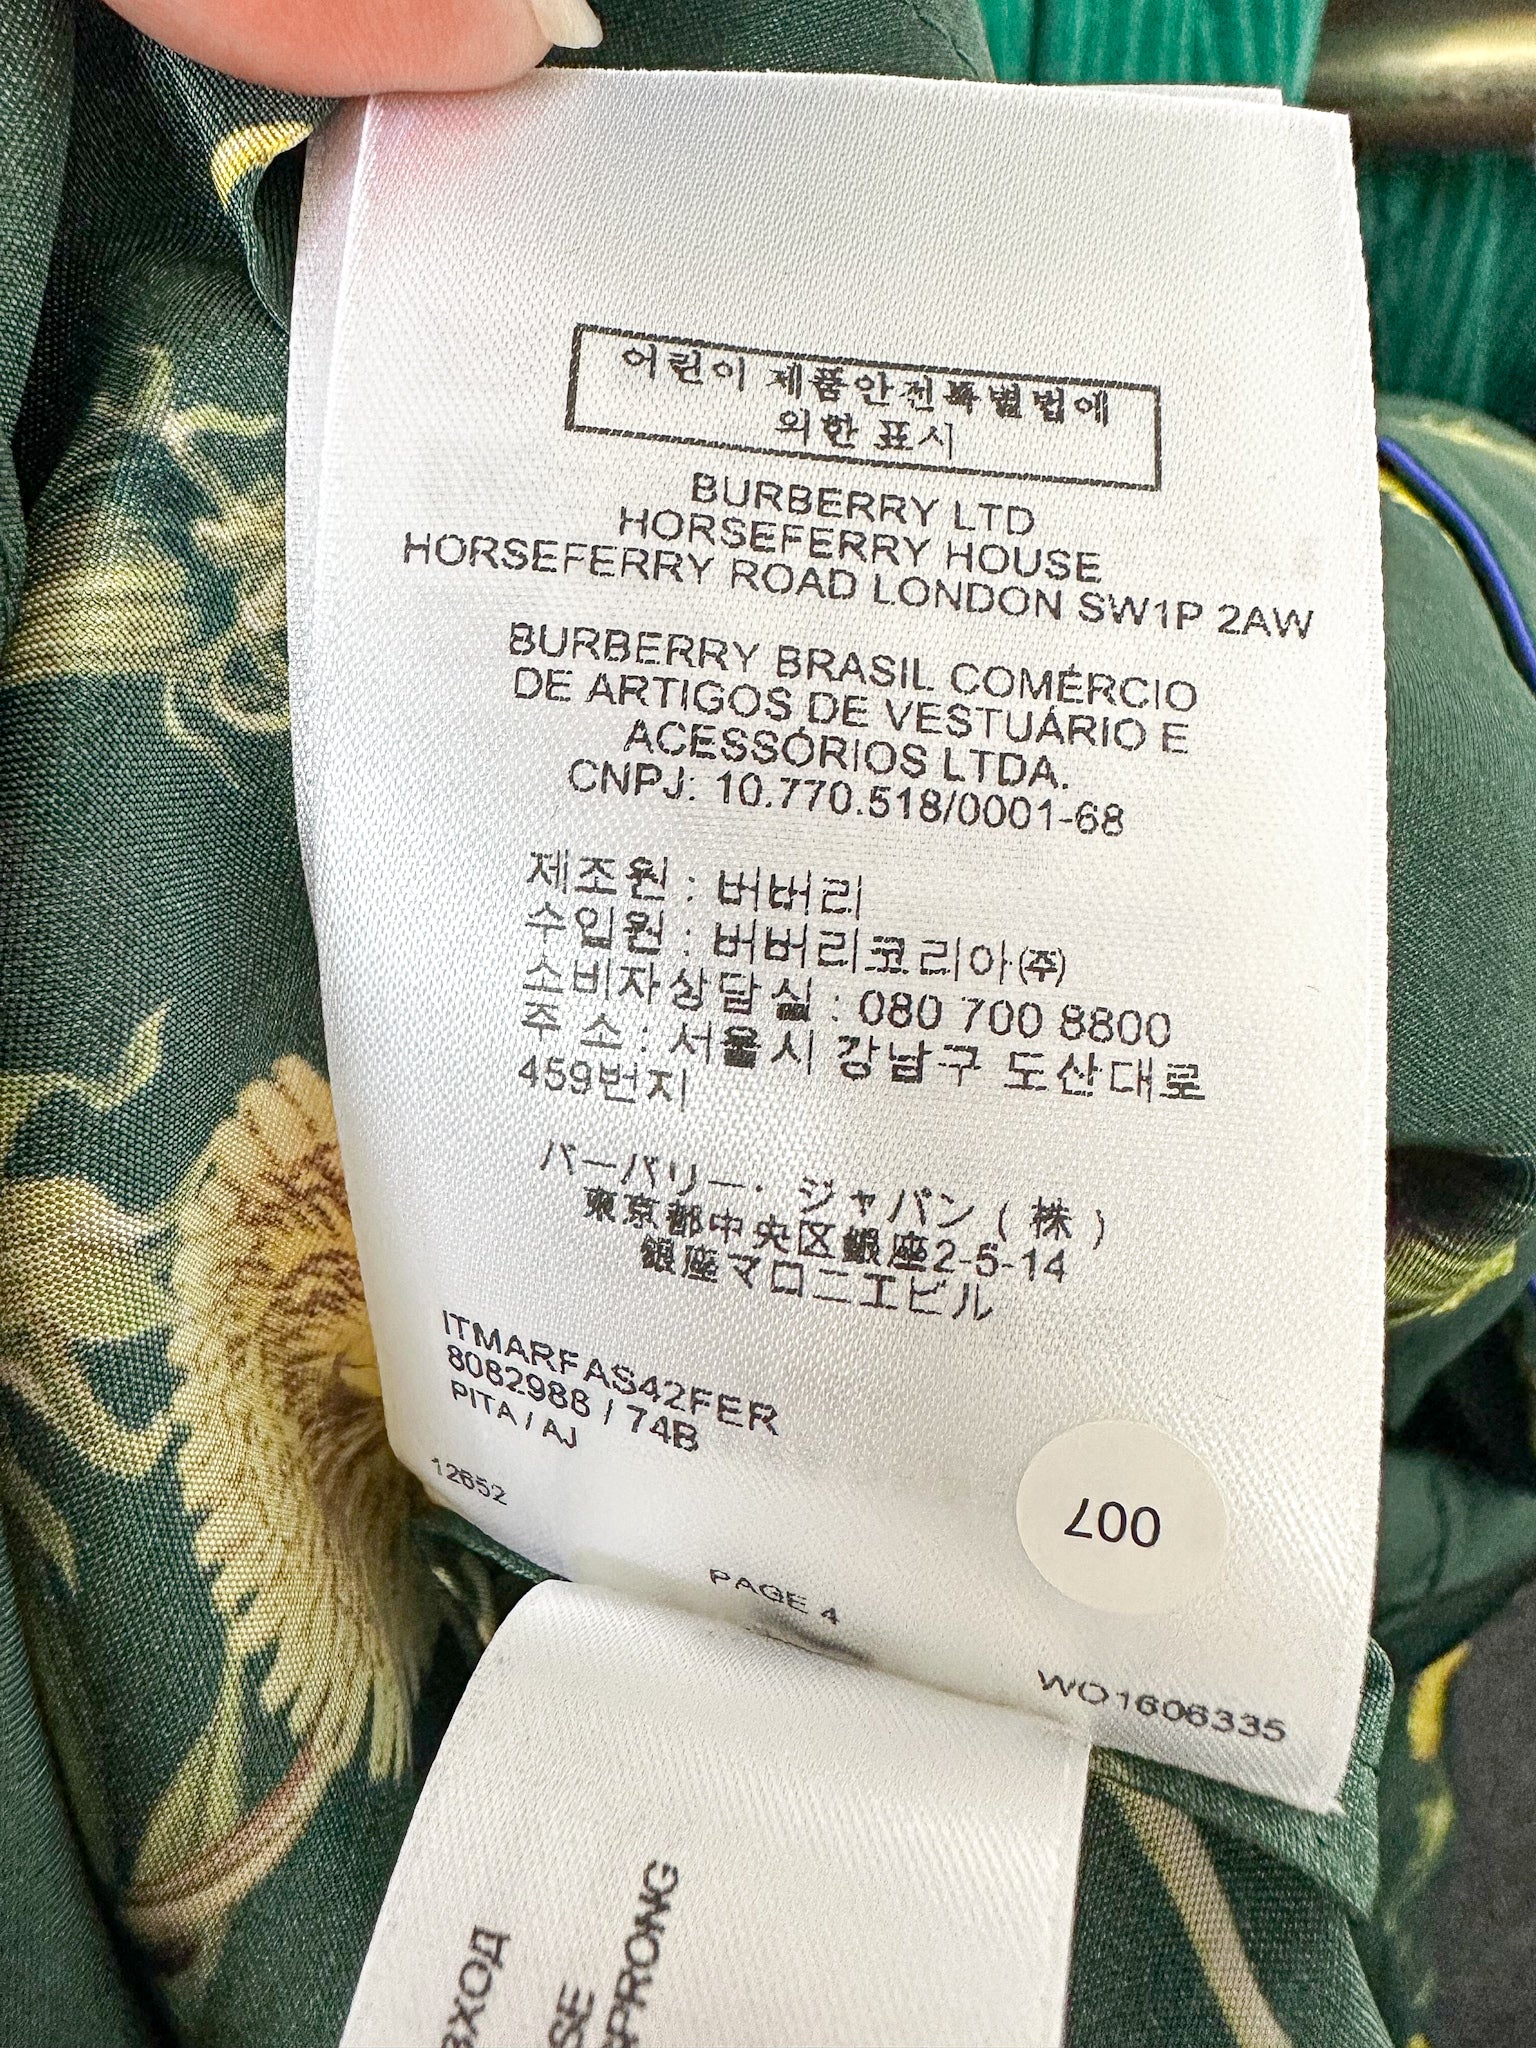 어린이 제품안전특별법에
의한 표시
BURBERRY LTD
HORSEFERRY HOUSE
HORSEFERRY ROAD LONDON SW1P 2AW
BURBERRY BRASIL COMÉRCIO
DE ARTIGOS DE VESTUÁRIO E
ACESSÓRIOS LTDA.
CNPJ: 10.770.518/0001-68
제조원 : 버버리
수입원 : 버버리코리아㈜
소비자상담실 : 080 700 8800
주 소 : 서울시 강남구 도산대로
459번지
バーバリー・ジャパン ( 株 )
東京都中央区銀座2-5-14
銀座マロニエビル
ITMARFAS42FER
8082988 / 74B
PITA / AJ
12652
007
PAGE 4
WO1606335
ВХОД